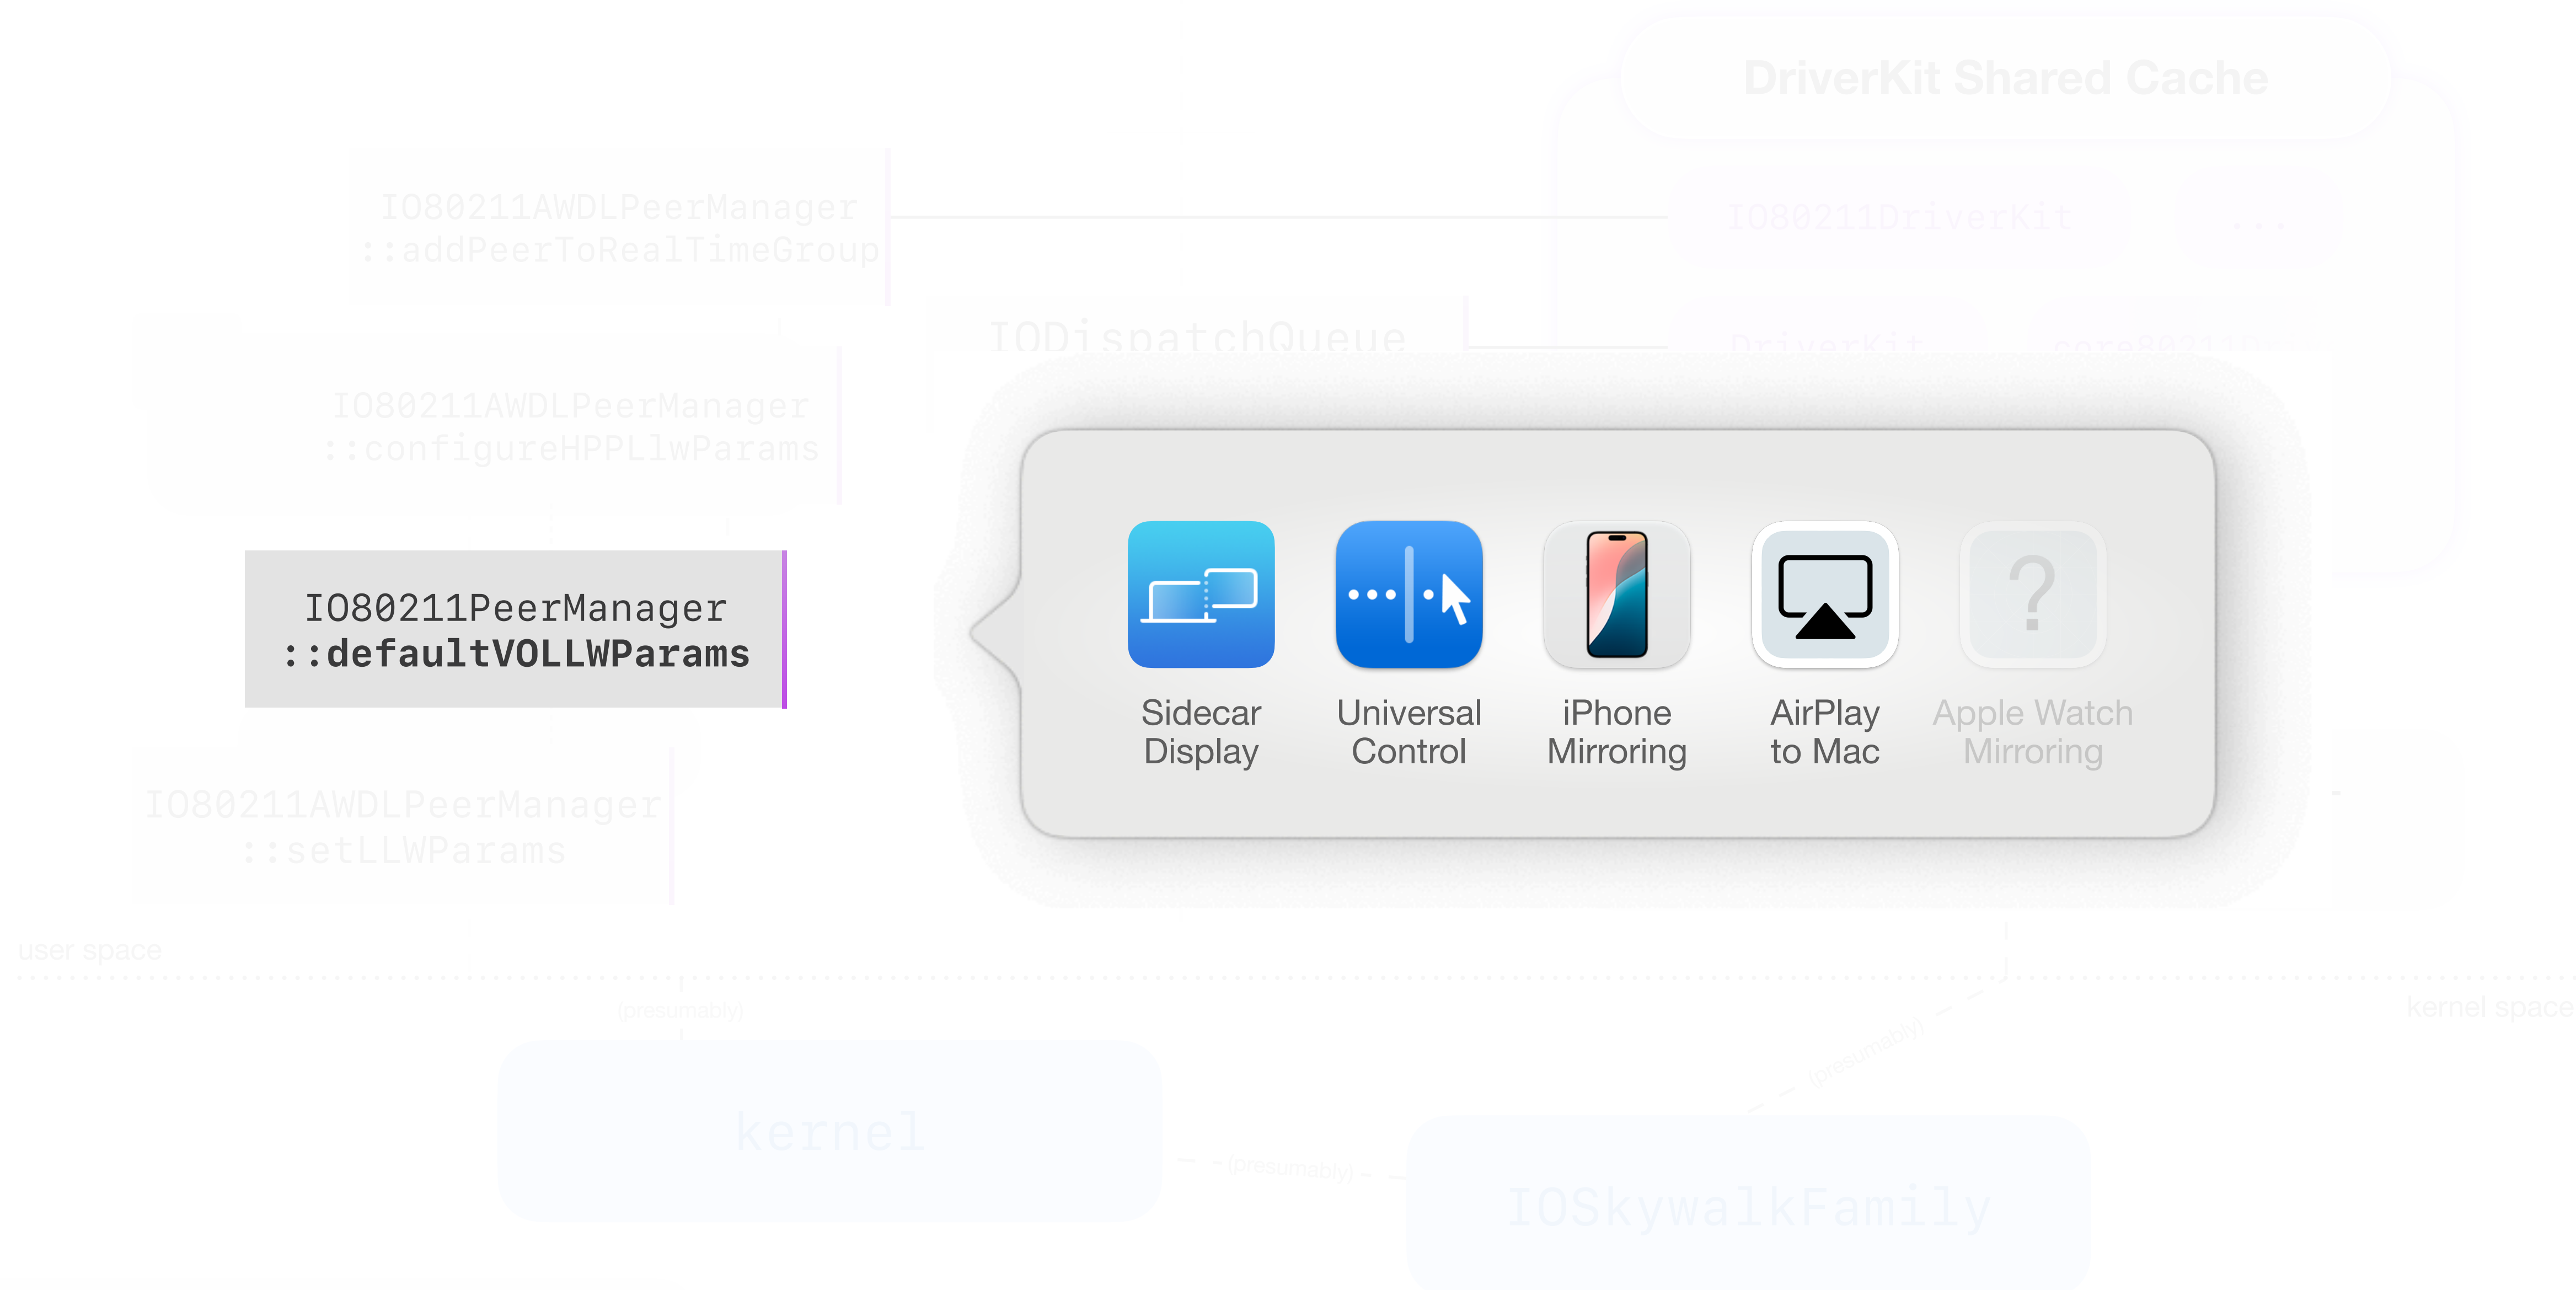 DriverKit Shared Cache
IO80211AWDLPeerManager
::addPeerToRealTimeGroup
IO80211DriverKit
...
IODispatchQueue
DriverKit
IO80211AWDLPeerManager
::configureHPPLlwParams
IO80211PeerManager
::defaultVOLLWParams
Sidecar
Display
Universal
Control
iPhone
Mirroring
AirPlay
to Mac
?
Apple Watch
Mirroring
IO80211AWDLPeerManager
::setLLWParams
user space
kernel space
(presumably)
(presumably)
kernel
(presumably)
IOSkywalkFamily